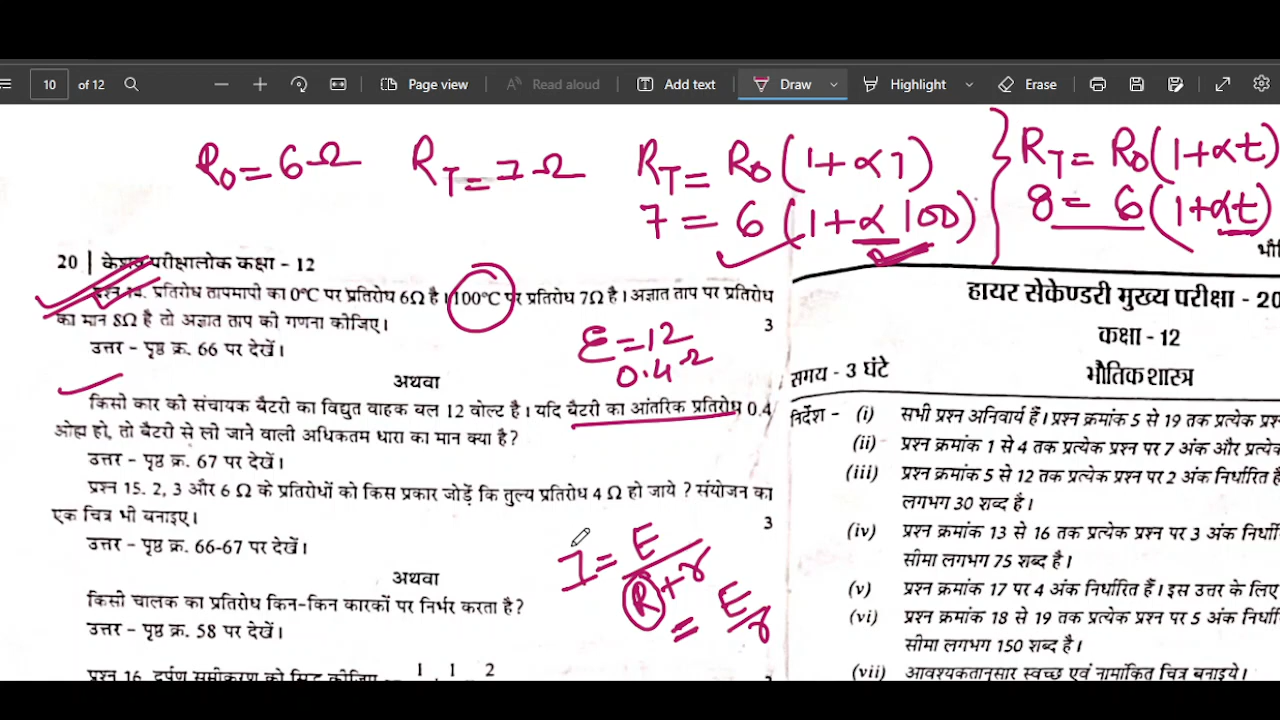 10 of 12 Page view Read aloud Add text Draw Highlight Erase
R₀ = 6Ω R_T = 7Ω R_T = R₀(1+αT) R_T = R₀(1+αt)
7 = 6(1+α100) 8 = 6(1+αt)
20 | केशव परीक्षालोक कक्षा - 12
प्रश्न 14. प्रतिरोध तापमापी का 0°C पर प्रतिरोध 6Ω है। 100°C पर प्रतिरोध 7Ω है। अज्ञात ताप पर प्रतिरोध
का मान 8Ω है तो अज्ञात ताप की गणना कीजिए। 3
उत्तर - पृष्ठ क्र. 66 पर देखें।
ε = 12
0.4Ω
अथवा
किसी कार की संचायक बैटरी का विद्युत वाहक बल 12 वोल्ट है। यदि बैटरी का आंतरिक प्रतिरोध 0.4
ओह्म हो, तो बैटरी से ली जाने वाली अधिकतम धारा का मान क्या है?
उत्तर - पृष्ठ क्र. 67 पर देखें।
प्रश्न 15. 2, 3 और 6 Ω के प्रतिरोधों को किस प्रकार जोड़ें कि तुल्य प्रतिरोध 4 Ω हो जाये ? संयोजन का
एक चित्र भी बनाइए। 3
उत्तर - पृष्ठ क्र. 66-67 पर देखें।
I = E/R+r
= E/r
अथवा
किसी चालक का प्रतिरोध किन-किन कारकों पर निर्भर करता है?
उत्तर - पृष्ठ क्र. 58 पर देखें।
प्रश्न 16. दर्पण समीकरण को सिद्ध कीजिए 1 1 2
भौ
हायर सेकेण्डरी मुख्य परीक्षा - 20
कक्षा - 12
समय - 3 घंटे भौतिक शास्त्र
निर्देश - (i) सभी प्रश्न अनिवार्य हैं। प्रश्न क्रमांक 5 से 19 तक प्रत्येक
(ii) प्रश्न क्रमांक 1 से 4 तक प्रत्येक प्रश्न पर 7 अंक और
(iii) प्रश्न क्रमांक 5 से 12 तक प्रत्येक प्रश्न पर 2 अंक निर्धारित
लगभग 30 शब्द है।
(iv) प्रश्न क्रमांक 13 से 16 तक प्रत्येक प्रश्न पर 3 अंक
सीमा लगभग 75 शब्द है।
(v) प्रश्न क्रमांक 17 पर 4 अंक निर्धारित हैं। इस उत्तर के
(vi) प्रश्न क्रमांक 18 से 19 तक प्रत्येक प्रश्न पर 5 अंक
सीमा लगभग 150 शब्द है।
(vii) आवश्यकतानुसार स्वच्छ एवं नामांकित चित्र बनाइये।